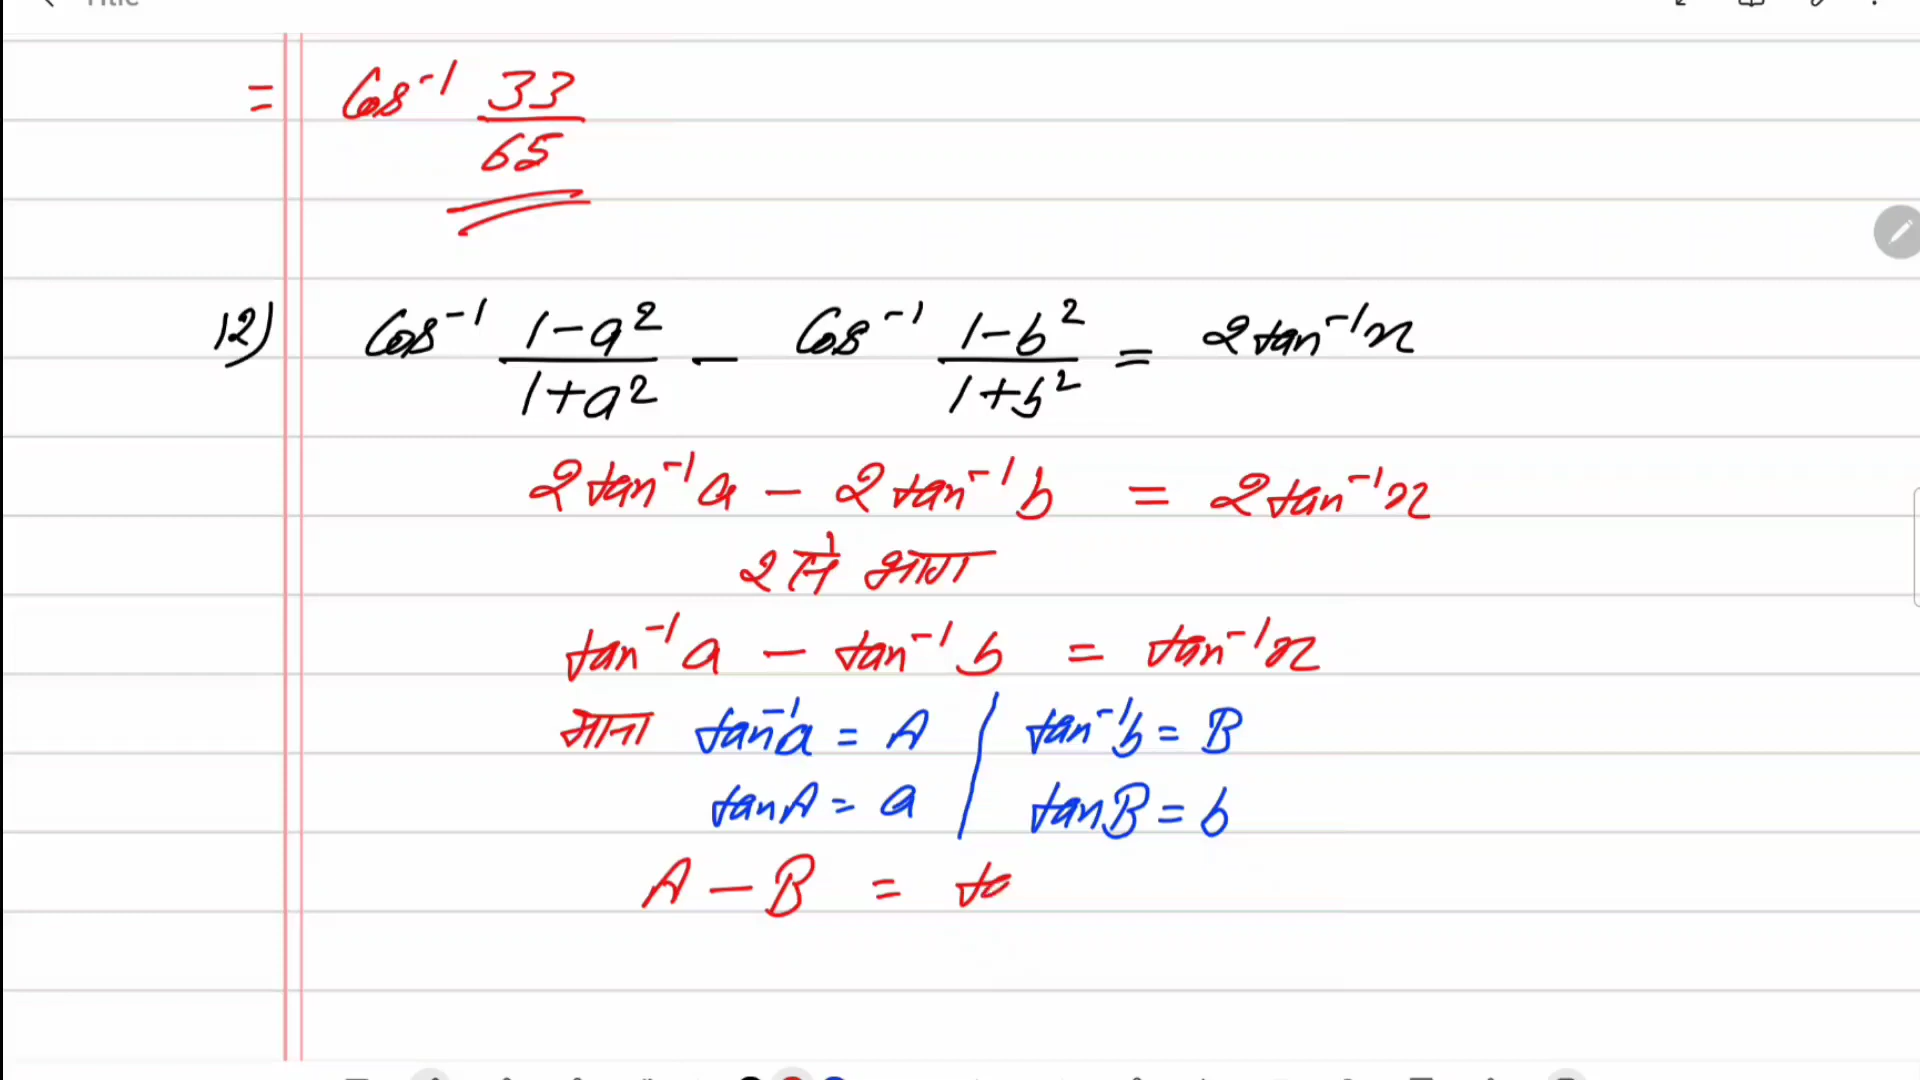 Title
= Cos⁻¹ 33/65
12) Cos⁻¹ (1-a²)/(1+a²) - Cos⁻¹ (1-b²)/(1+b²) = 2tan⁻¹x
2tan⁻¹a - 2tan⁻¹b = 2tan⁻¹x
2 से भाग
tan⁻¹a - tan⁻¹b = tan⁻¹x
माना tan⁻¹a = A | tan⁻¹b = B
tanA = a | tanB = b
A - B = ta